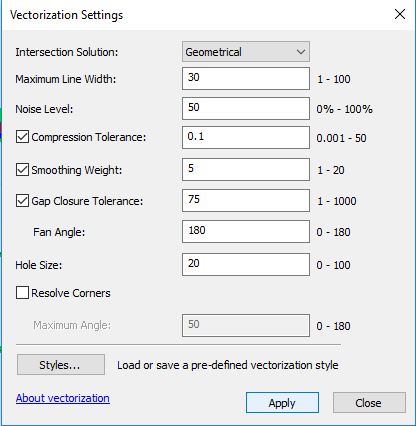 Vectorization Settings
Intersection Solution: Geometrical
Maximum Line Width: 30 1 - 100
Noise Level: 50 0% - 100%
Compression Tolerance: 0.1 0.001 - 50
Smoothing Weight: 5 1 - 20
Gap Closure Tolerance: 75 1 - 1000
Fan Angle: 180 0 - 180
Hole Size: 20 0 - 100
Resolve Corners
Maximum Angle: 50 0 - 180
Styles... Load or save a pre-defined vectorization style
About vectorization Apply Close